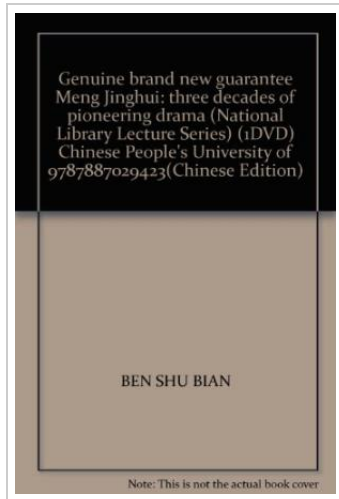 Genuine brand new guarantee
Meng Jinghui: three decades of
pioneering drama (National
Library Lecture Series) (1DVD)
Chinese People's University of
9787887029423(Chinese Edition)
BEN SHU BIAN
Note: This is not the actual book cover